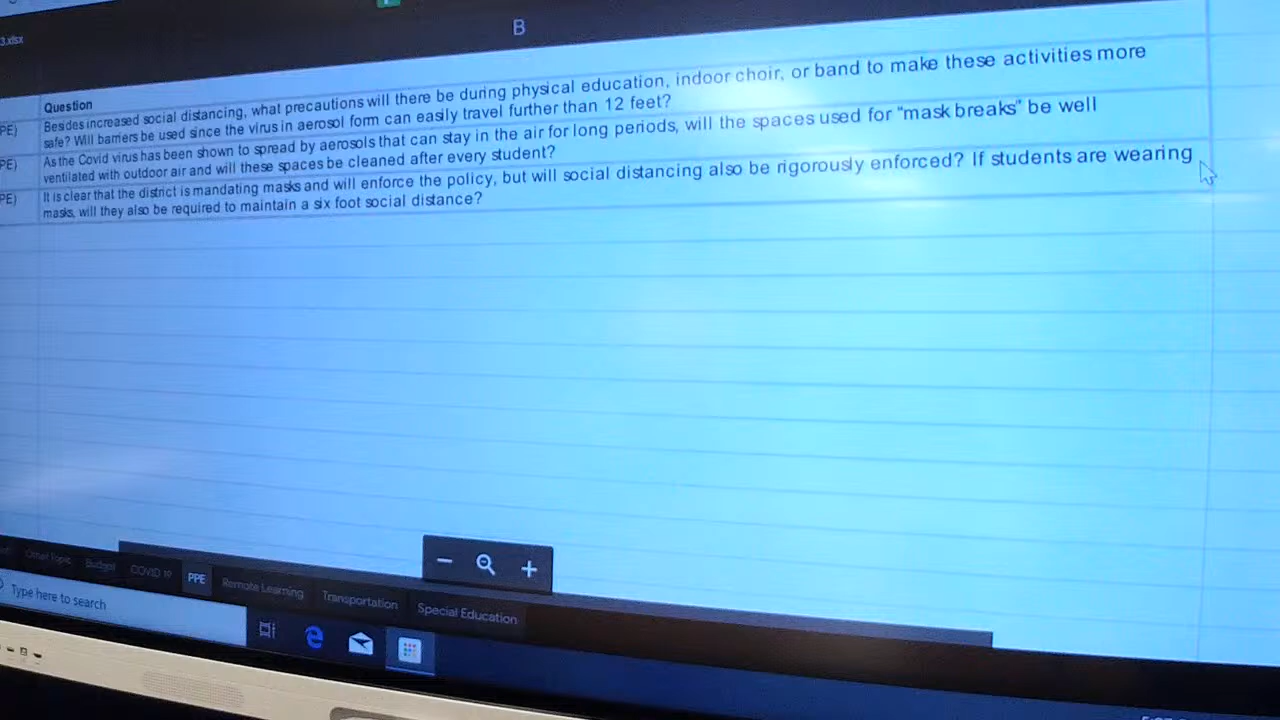 3.xlsx
B
Question
PE)
Besides increased social distancing, what precautions will there be during physical education, indoor choir, or band to make these activities more
safe? Will barriers be used since the virus in aerosol form can easily travel further than 12 feet?
PE)
As the Covid virus has been shown to spread by aerosols that can stay in the air for long periods, will the spaces used for "mask breaks" be well
ventilated with outdoor air and will these spaces be cleaned after every student?
PE)
It is clear that the district is mandating masks and will enforce the policy, but will social distancing also be rigorously enforced? If students are wearing
masks, will they also be required to maintain a six foot social distance?
Other Topic Budget COVID 19 PPE Remote Learning Transportation Special Education
Type here to search